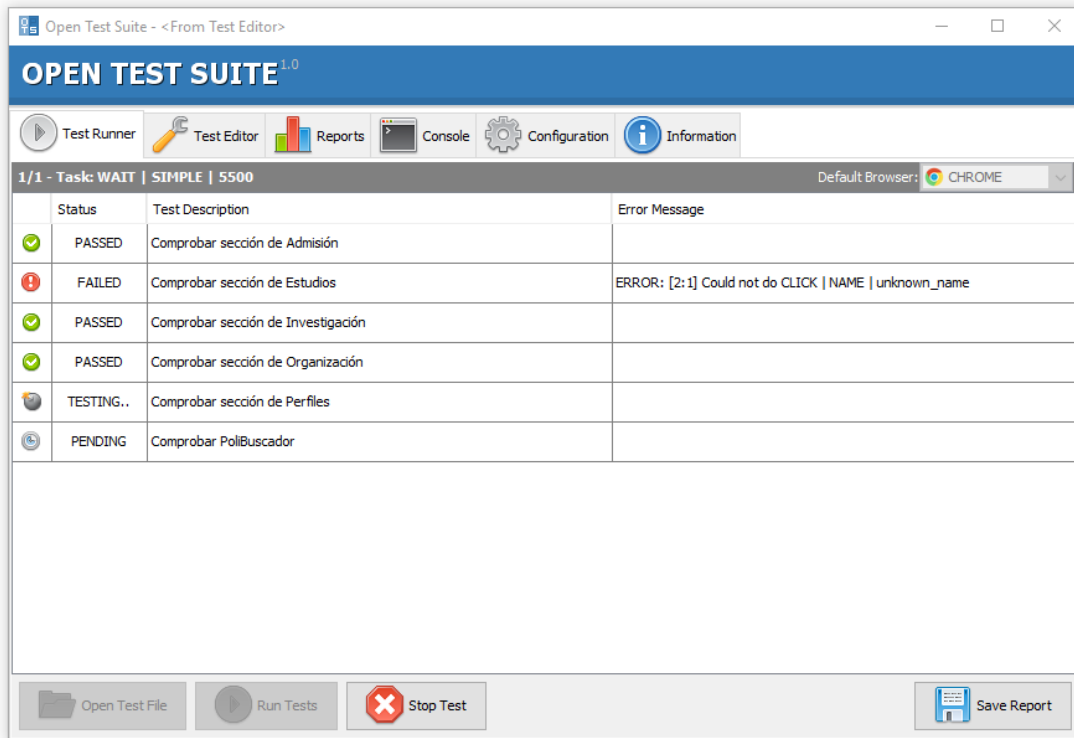 Open Test Suite - <From Test Editor>
OPEN TEST SUITE 1.0
Test Runner Test Editor Reports Console Configuration Information
1/1 - Task: WAIT | SIMPLE | 5500 Default Browser: CHROME
Status Test Description Error Message
PASSED Comprobar sección de Admisión
FAILED Comprobar sección de Estudios ERROR: [2:1] Could not do CLICK | NAME | unknown_name
PASSED Comprobar sección de Investigación
PASSED Comprobar sección de Organización
TESTING.. Comprobar sección de Perfiles
PENDING Comprobar PoliBuscador
Open Test File Run Tests Stop Test Save Report